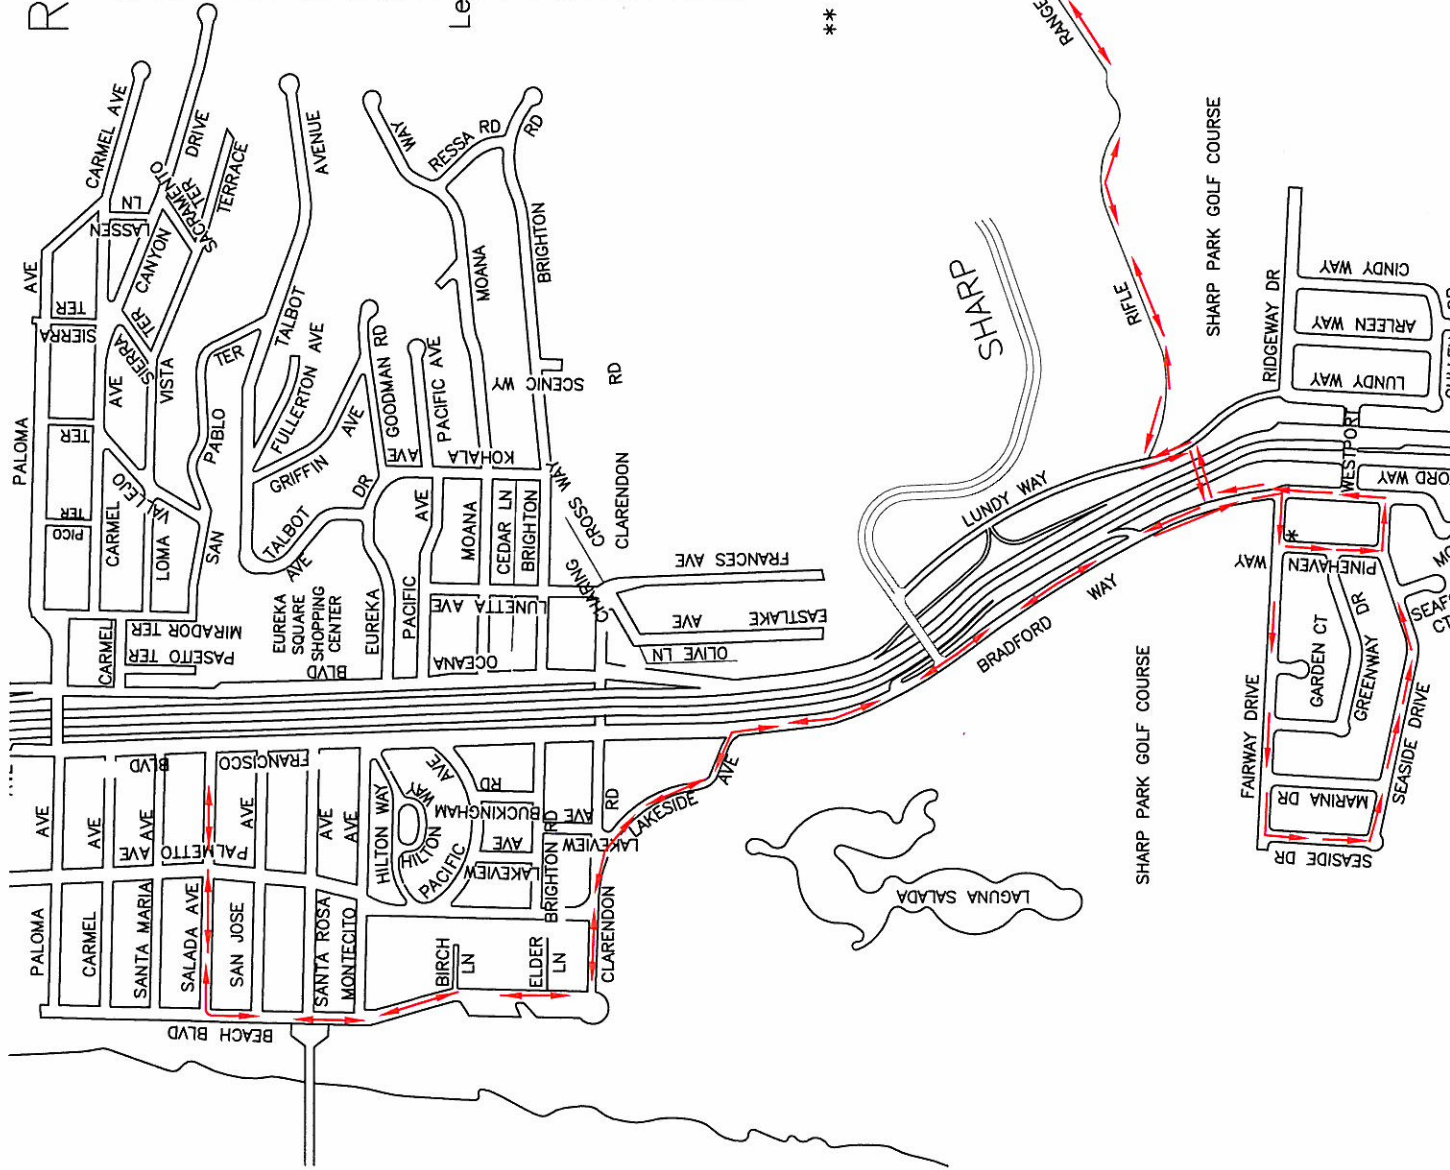 R
Le
**
RANGE
RIFLE
SHARP PARK GOLF COURSE
SHARP
CARMEL AVE
DRIVE
SACRAMENTO
TER
TERRACE
LN
LASSEN
CANYON
TER
AVENUE
TALBOT
WAY
RESSA RD
RD
MOANA
BRIGHTON
AVE
TER
SIERRA
SIERRA
AVE
VISTA
TER
PABLO
FULLERTON AVE
GRIFFIN
AVE
GOODMAN RD
PACIFIC AVE
SCENIC WY
RD
PALOMA
TER
TER
PICO
CARMEL
VALLEJO
LOMA
SAN
TALBOT
DR
AVE
AVE
KOHALA
AVE
MOANA
CEDAR LN
BRIGHTON
CROSS WAY
CHARING
CLARENDON
FRANCES AVE
EASTLAKE AVE
OLIVE LN
LUNETTA AVE
OCEANA
BLVD
EUREKA
SQUARE
SHOPPING
CENTER
EUREKA
PACIFIC
CARMEL
MIRADOR TER
PASEITO TER
LUNDY WAY
BRADFORD
WAY
RIDGEWAY DR
CINDY WAY
ARLEEN WAY
LUNDY WAY
WESTPORT
SHARP PARK GOLF COURSE
*
WAY
PINEHAVEN
DR
GREENWAY
GARDEN CT
FAIRWAY DRIVE
MARINA DR
SEASIDE DRIVE
SEASIDE DR
CT
BLVD
FRANCISCO
AVE
AVE
AVE
AVE
AVE
AVE
AVE
PALMETTO
PALOMA
CARMEL
SANTA MARIA
SALADA AVE
SAN JOSE
SANTA ROSA
MONTECITO
HILTON WAY
HILTON
WAY
PACIFIC
AVE
RD
BUCKINGHAM
AVE
LAKEVIEW
AVE
LAKEVIEW
BRIGHTON RD
RD
LAKESIDE
AVE
CLARENDON
BIRCH
LN
ELDER
LN
BEACH BLVD
LAGUNA SALADA